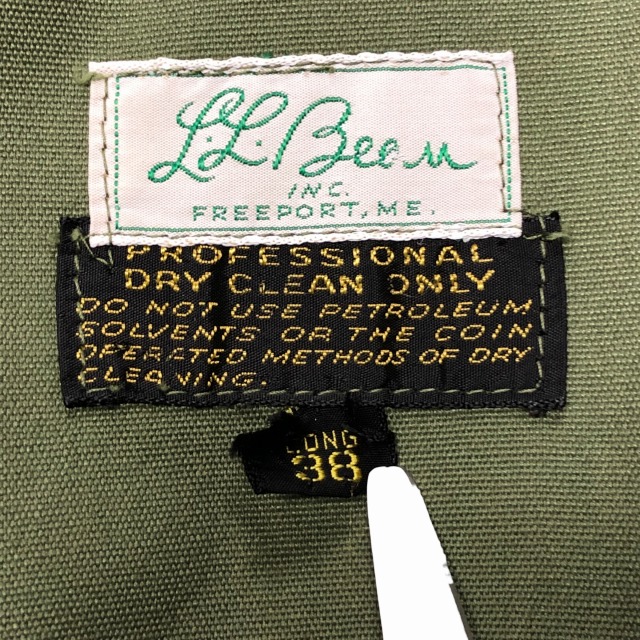 L.L. Bean
INC.
FREEPORT, ME.
PROFESSIONAL
DRY CLEAN ONLY
DO NOT USE PETROLEUM
SOLVENTS OR THE COIN
OPERATED METHODS OF DRY
CLEANING.
LONG
38